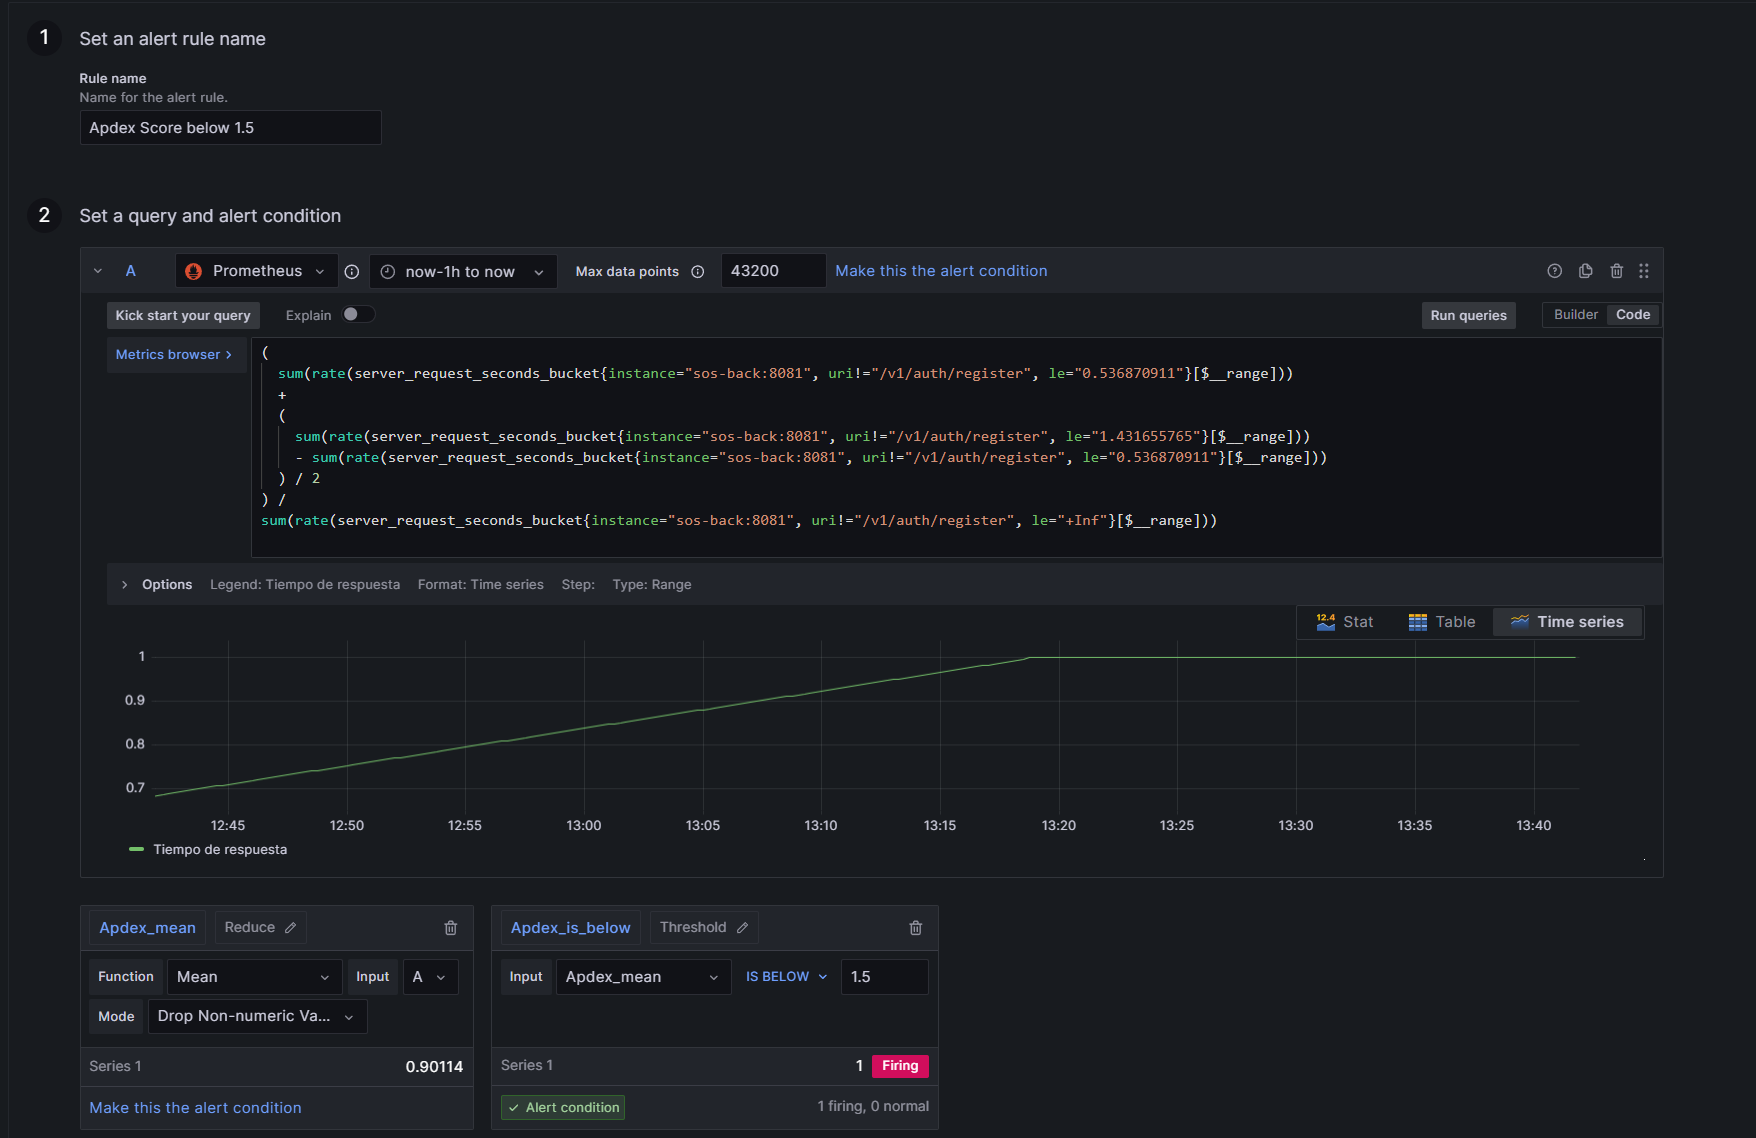 1
Set an alert rule name
Rule name
Name for the alert rule.
Apdex Score below 1.5
2
Set a query and alert condition
A
Prometheus
now-1h to now
Max data points
43200
Make this the alert condition
Kick start your query
Explain
Run queries
Builder
Code
Metrics browser >
(
sum(rate(server_request_seconds_bucket{instance="sos-back:8081", uri!="/v1/auth/register", le="0.536870911"}[$__range]))
+
(
sum(rate(server_request_seconds_bucket{instance="sos-back:8081", uri!="/v1/auth/register", le="1.431655765"}[$__range]))
- sum(rate(server_request_seconds_bucket{instance="sos-back:8081", uri!="/v1/auth/register", le="0.536870911"}[$__range]))
) / 2
) /
sum(rate(server_request_seconds_bucket{instance="sos-back:8081", uri!="/v1/auth/register", le="+Inf"}[$__range]))
Options
Legend: Tiempo de respuesta
Format: Time series
Step:
Type: Range
12.4
Stat
Table
Time series
1
0.9
0.8
0.7
12:45
12:50
12:55
13:00
13:05
13:10
13:15
13:20
13:25
13:30
13:35
13:40
Tiempo de respuesta
Apdex_mean
Reduce
Function
Mean
Input
A
Mode
Drop Non-numeric Va...
Series 1
0.90114
Make this the alert condition
Apdex_is_below
Threshold
Input
Apdex_mean
IS BELOW
1.5
Series 1
1
Firing
Alert condition
1 firing, 0 normal